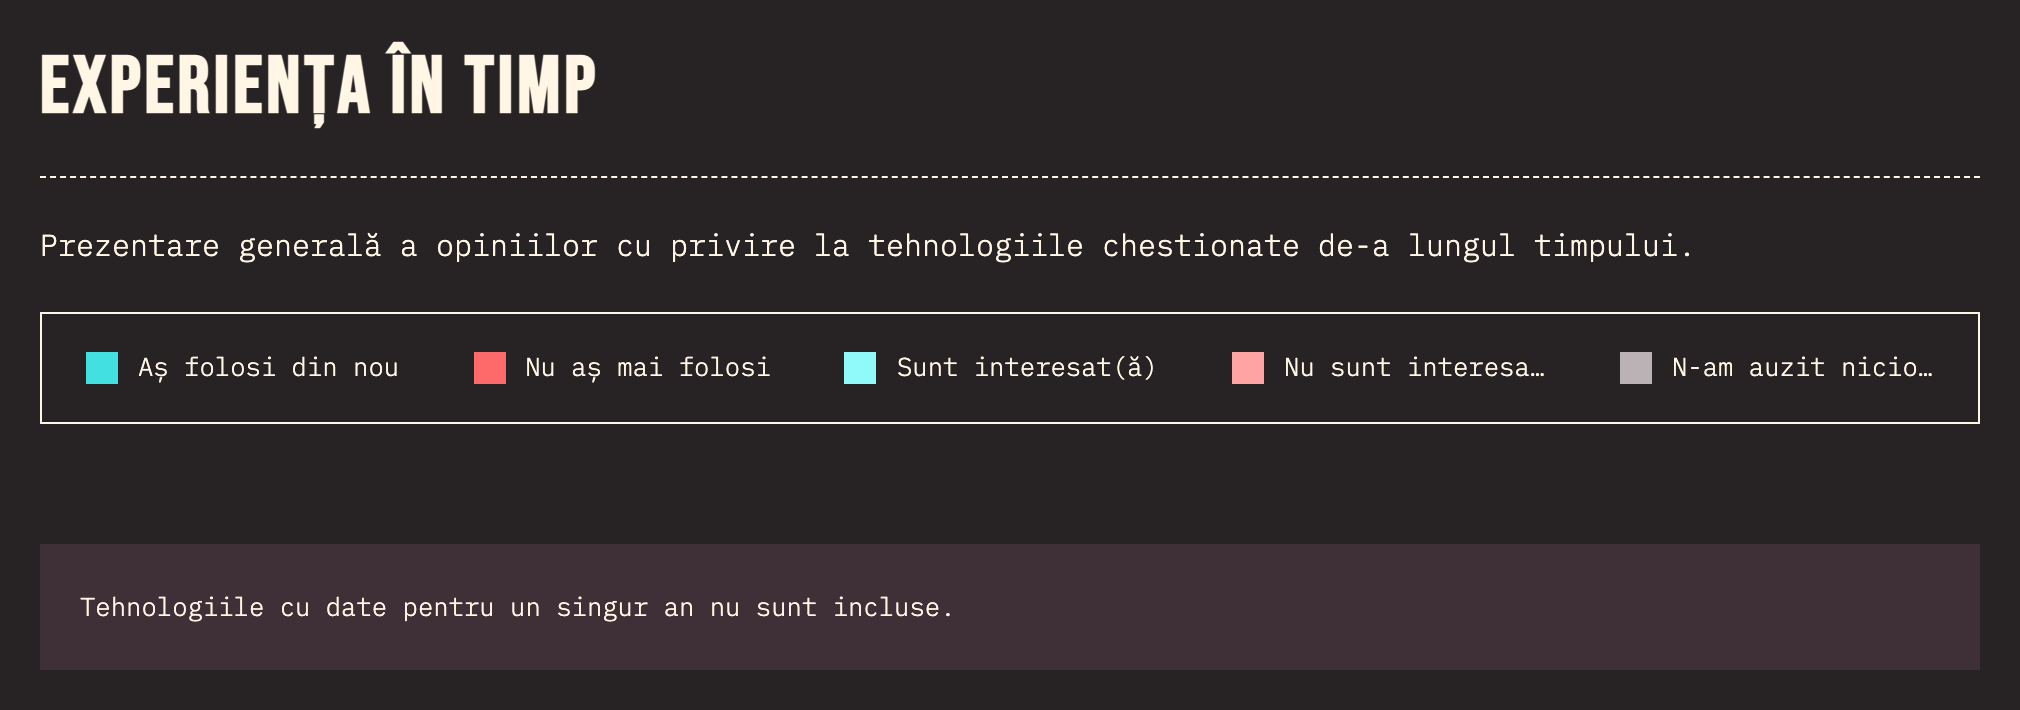 EXPERIENȚA ÎN TIMP
Prezentare generală a opiniilor cu privire la tehnologiile chestionate de-a lungul timpului.
Aș folosi din nou
Nu aș mai folosi
Sunt interesat(ă)
Nu sunt interesa…
N-am auzit nicio…
Tehnologiile cu date pentru un singur an nu sunt incluse.